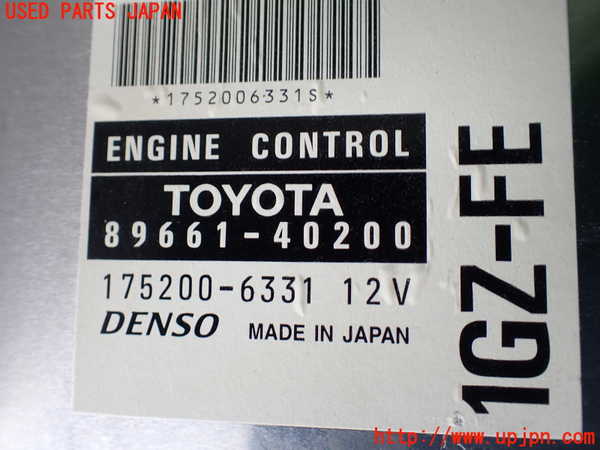 USED PARTS JAPAN
*1752006331S*
ENGINE CONTROL
TOYOTA
89661-40200
175200-6331 12V
DENSO MADE IN JAPAN
1GZ-FE
http://www.upjpn.com